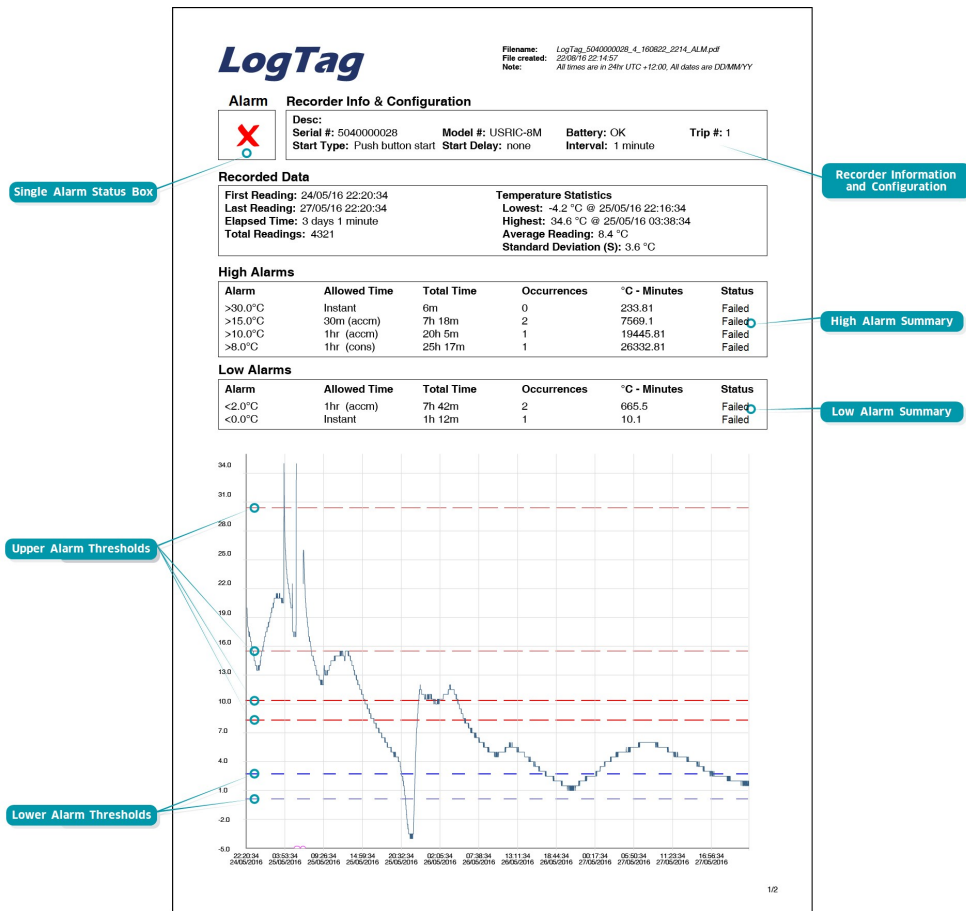 LogTag
Filename: LogTag_5040000028_4_160822_2214_ALM.pdf
File created: 22/08/16 22:14:57
Note: All times are in 24hr UTC +12:00, All dates are DD/MM/YY
Alarm Recorder Info & Configuration
Desc:
Serial #: 5040000028 Model #: USRIC-8M Battery: OK Trip #: 1
Start Type: Push button start Start Delay: none Interval: 1 minute
Single Alarm Status Box
Recorder Information
and Configuration
Recorded Data
First Reading: 24/05/16 22:20:34 Temperature Statistics
Last Reading: 27/05/16 22:20:34 Lowest: -4.2 °C @ 25/05/16 22:16:34
Elapsed Time: 3 days 1 minute Highest: 34.6 °C @ 25/05/16 03:38:34
Total Readings: 4321 Average Reading: 8.4 °C
Standard Deviation (S): 3.6 °C
High Alarms
Alarm Allowed Time Total Time Occurrences °C - Minutes Status
>30.0°C Instant 6m 0 233.81 Failed
>15.0°C 30m (accm) 7h 18m 2 7569.1 Failed
>10.0°C 1hr (accm) 20h 5m 1 19445.81 Failed
>8.0°C 1hr (cons) 25h 17m 1 26332.81 Failed
High Alarm Summary
Low Alarms
Alarm Allowed Time Total Time Occurrences °C - Minutes Status
<2.0°C 1hr (accm) 7h 42m 2 665.5 Failed
<0.0°C Instant 1h 12m 1 10.1 Failed
Low Alarm Summary
34.0
31.0
28.0
Upper Alarm Thresholds
25.0
22.0
19.0
16.0
13.0
10.0
7.0
4.0
1.0
Lower Alarm Thresholds
-2.0
-5.0
22:20:34 03:53:34 09:26:34 14:59:34 20:32:34 02:05:34 07:38:34 13:11:34 18:44:34 00:17:34 05:50:34 11:23:34 16:56:34
24/05/2016 25/05/2016 25/05/2016 25/05/2016 25/05/2016 26/05/2016 26/05/2016 26/05/2016 26/05/2016 27/05/2016 27/05/2016 27/05/2016 27/05/2016
1/2